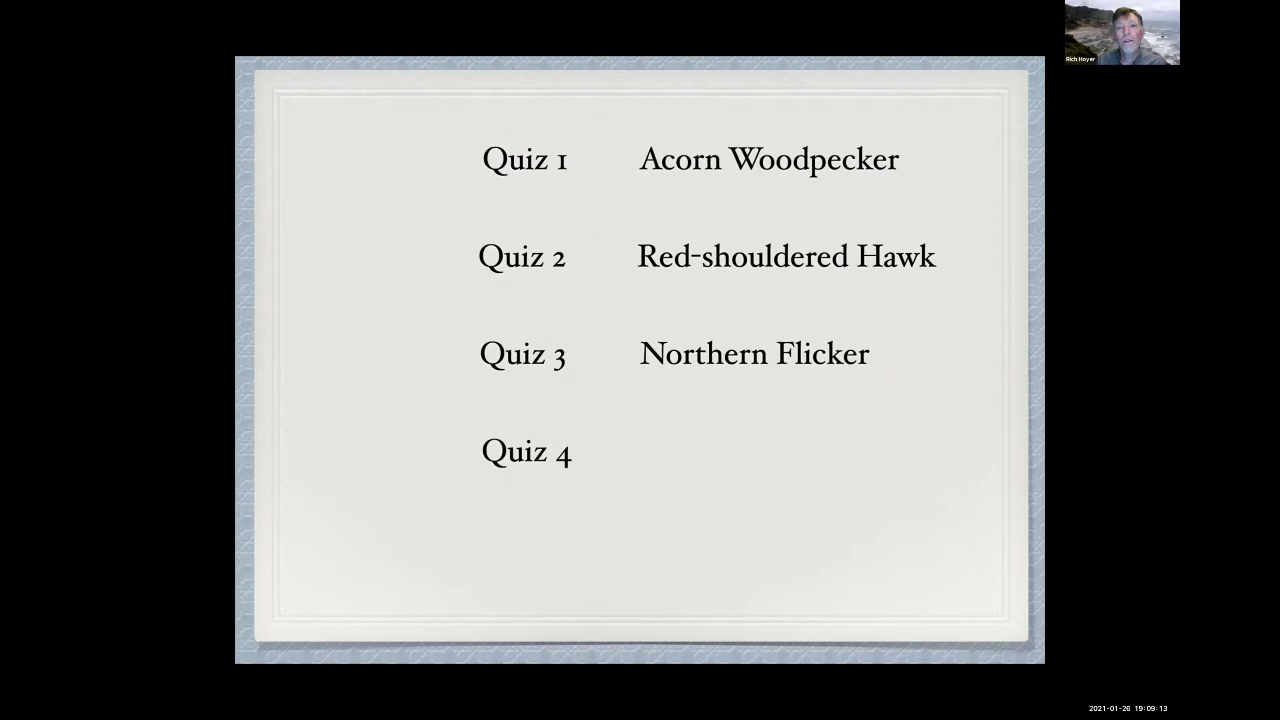 Rich Hoyer
Quiz 1 Acorn Woodpecker
Quiz 2 Red-shouldered Hawk
Quiz 3 Northern Flicker
Quiz 4
2021-01-26 19:09:13